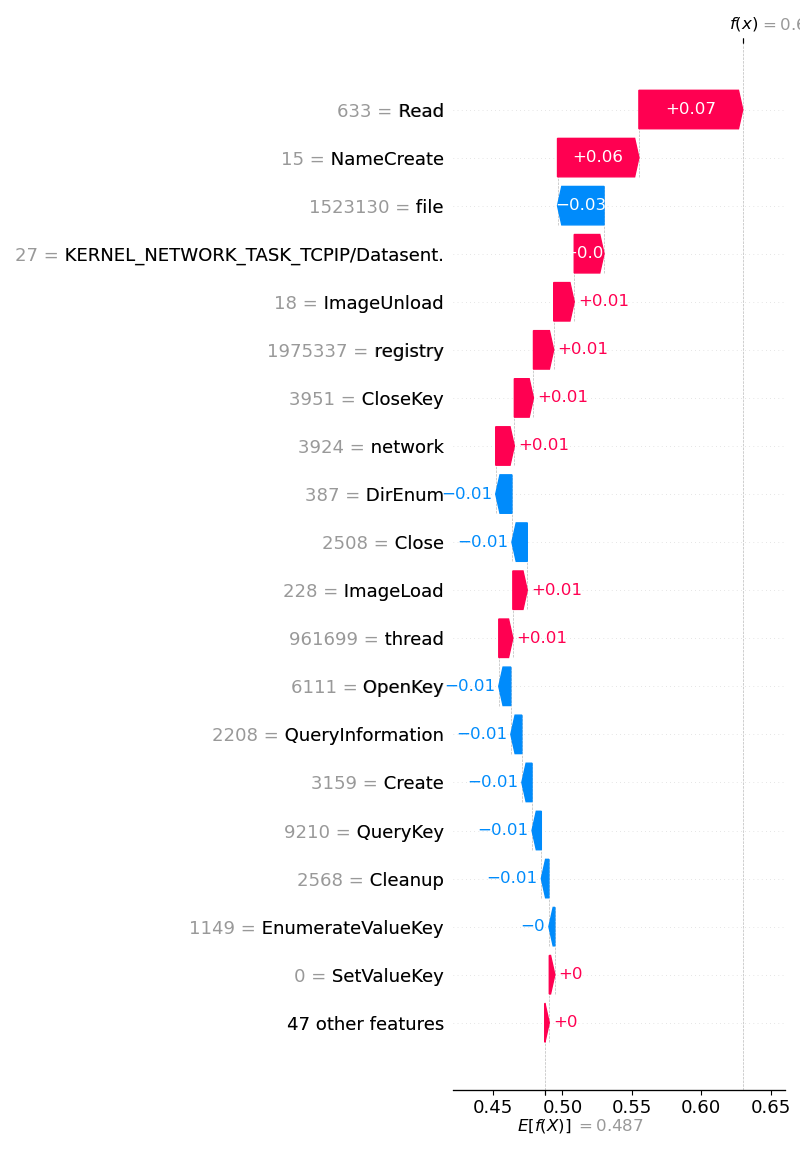 f(x) = 0.6
633 = Read
+0.07
15 = NameCreate
+0.06
1523130 = file
−0.03
27 = KERNEL_NETWORK_TASK_TCPIP/Datasent.
18 = ImageUnload
+0.01
1975337 = registry
+0.01
3951 = CloseKey
+0.01
3924 = network
+0.01
387 = DirEnum
−0.01
2508 = Close
−0.01
228 = ImageLoad
+0.01
961699 = thread
+0.01
6111 = OpenKey
−0.01
2208 = QueryInformation
−0.01
3159 = Create
−0.01
9210 = QueryKey
−0.01
2568 = Cleanup
−0.01
1149 = EnumerateValueKey
−0
0 = SetValueKey
+0
47 other features
+0
0.45 0.50 0.55 0.60 0.65
E[f(X)] = 0.487